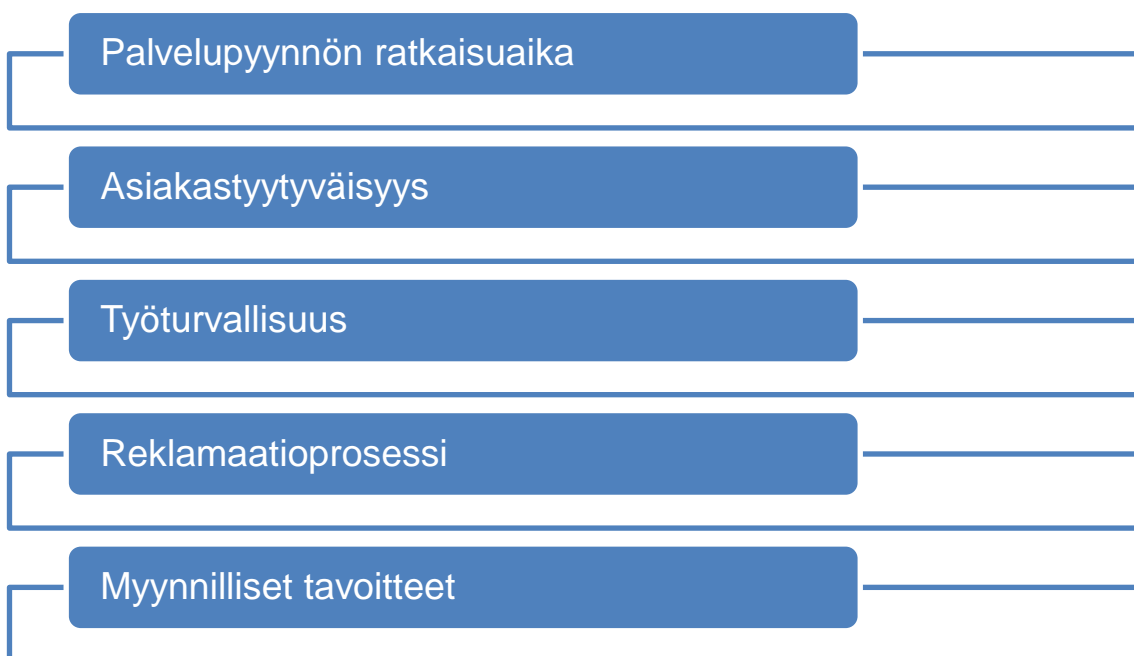 Palvelupyynnön ratkaisuaika
Asiakastyytyväisyys
Työturvallisuus
Reklamaatioprosessi
Myynnilliset tavoitteet